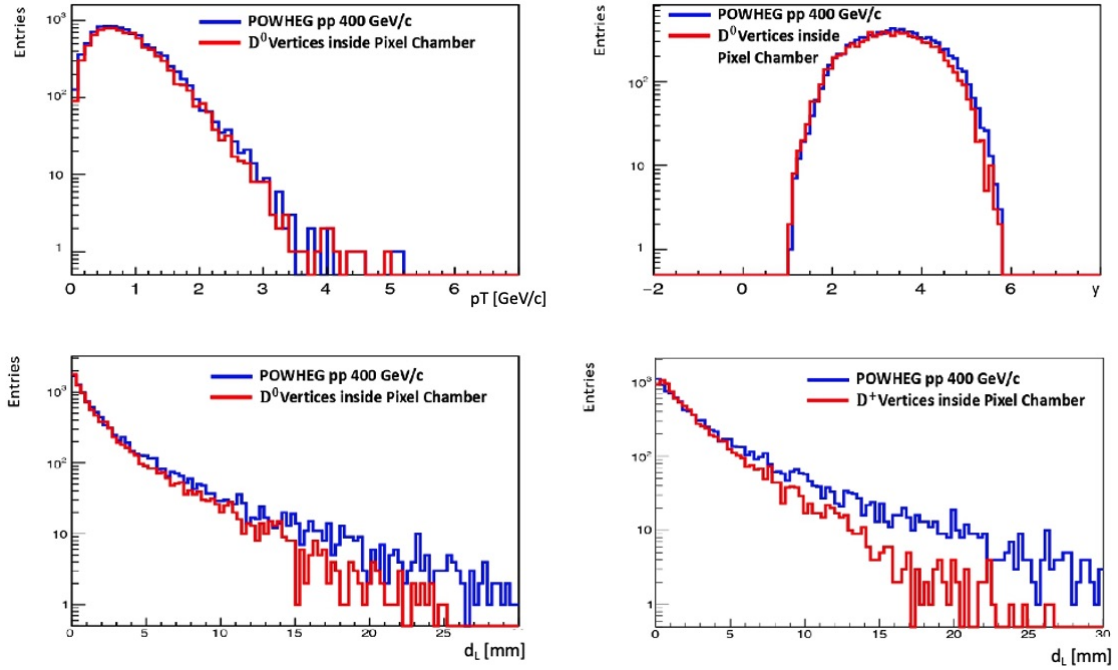 Entries
10³
10²
10
1
POWHEG pp 400 GeV/c
D⁰Vertices inside Pixel Chamber
0 1 2 3 4 5 6
pT [GeV/c]
Entries
10²
10
1
POWHEG pp 400 GeV/c
D⁰Vertices inside
Pixel Chamber
−2 0 2 4 6
y
Entries
10³
10²
10
1
POWHEG pp 400 GeV/c
D⁰Vertices inside Pixel Chamber
0 5 10 15 20 25 30
d_L [mm]
Entries
10³
10²
10
1
POWHEG pp 400 GeV/c
D⁺Vertices inside Pixel Chamber
0 5 10 15 20 25 30
d_L [mm]